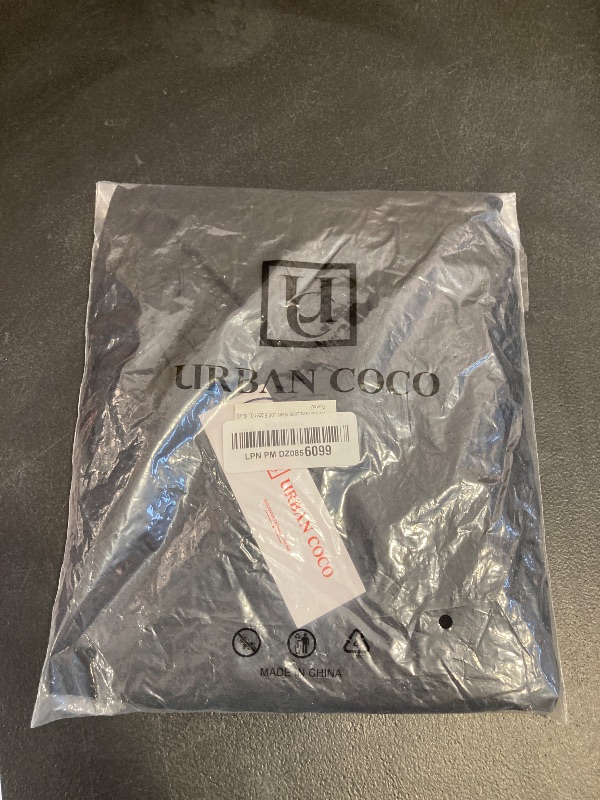 UC
URBAN COCO
LPN PM DZ0856099
URBAN COCO
MADE IN CHINA